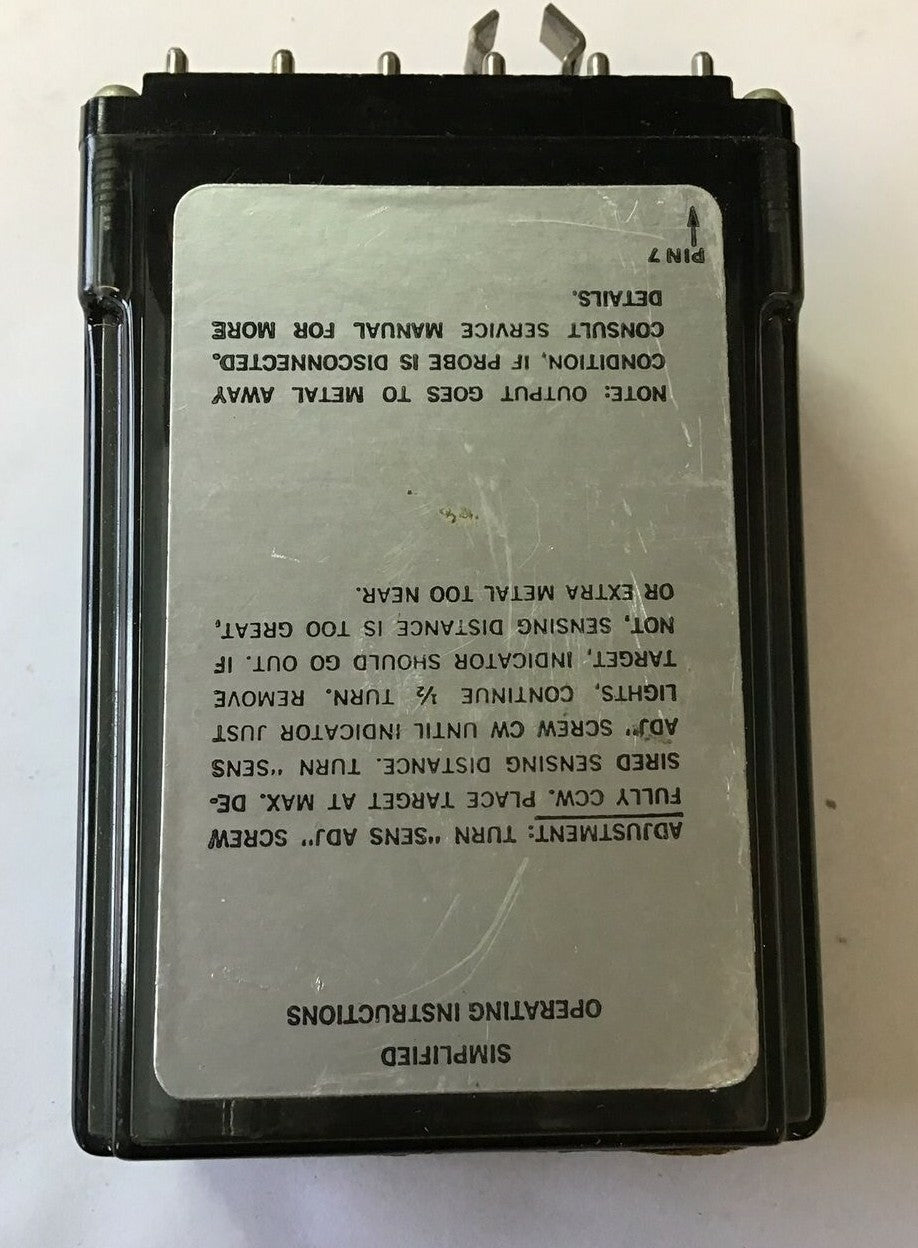 SIMPLIFIED
OPERATING INSTRUCTIONS
ADJUSTMENT: TURN "SENS ADJ" SCREW
FULLY CCW. PLACE TARGET AT MAX. DE-
SIRED SENSING DISTANCE. TURN "SENS
ADJ" SCREW CW UNTIL INDICATOR JUST
LIGHTS, CONTINUE ½ TURN. REMOVE
TARGET, INDICATOR SHOULD GO OUT. IF
NOT, SENSING DISTANCE IS TOO GREAT,
OR EXTRA METAL TOO NEAR.
NOTE: OUTPUT GOES TO METAL AWAY
CONDITION, IF PROBE IS DISCONNECTED.
CONSULT SERVICE MANUAL FOR MORE
DETAILS.
PIN 7